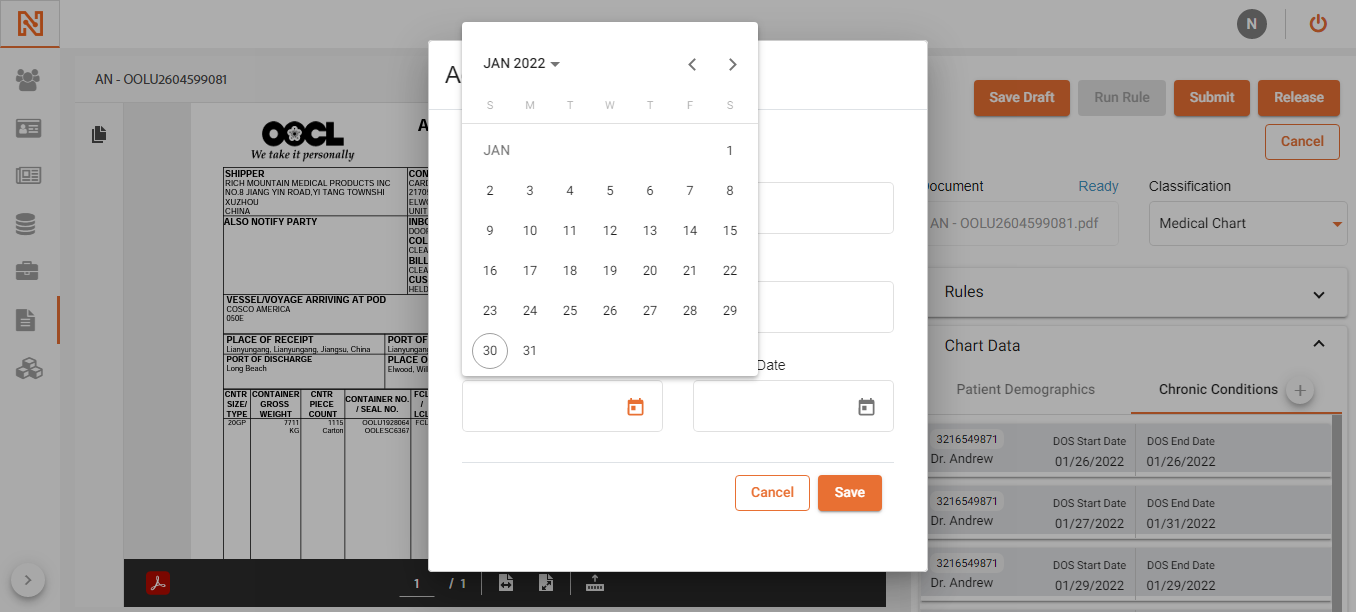 N
N
AN - OOLU2604599081
OOCL
We take it personally
SHIPPER
RICH MOUNTAIN MEDICAL PRODUCTS INC
NO.8 JIANG YIN ROAD,YI TANG TOWNSHI
XUZHOU
CHINA
ALSO NOTIFY PARTY
VESSEL/VOYAGE ARRIVING AT POD
COSCO AMERICA
050E
PLACE OF RECEIPT
Lianyungang, Lianyungang, Jiangsu, China
PORT OF DISCHARGE
Long Beach
CNTR SIZE/ TYPE
CONTAINER GROSS WEIGHT
CNTR PIECE COUNT
CONTAINER NO. / SEAL NO.
20GP
7711 KG
1115 Carton
OOLU1928064
OOLESC6367
1 / 1
JAN 2022
S M T W T F S
JAN 1
2 3 4 5 6 7 8
9 10 11 12 13 14 15
16 17 18 19 20 21 22
23 24 25 26 27 28 29
30 31
Date
Cancel Save
Save Draft Run Rule Submit Release
Cancel
Ready Classification
AN - OOLU2604599081.pdf Medical Chart
Rules
Chart Data
Patient Demographics Chronic Conditions +
3216549871 DOS Start Date DOS End Date
Dr. Andrew 01/26/2022 01/26/2022
3216549871 DOS Start Date DOS End Date
Dr. Andrew 01/27/2022 01/31/2022
3216549871 DOS Start Date DOS End Date
Dr. Andrew 01/29/2022 01/29/2022